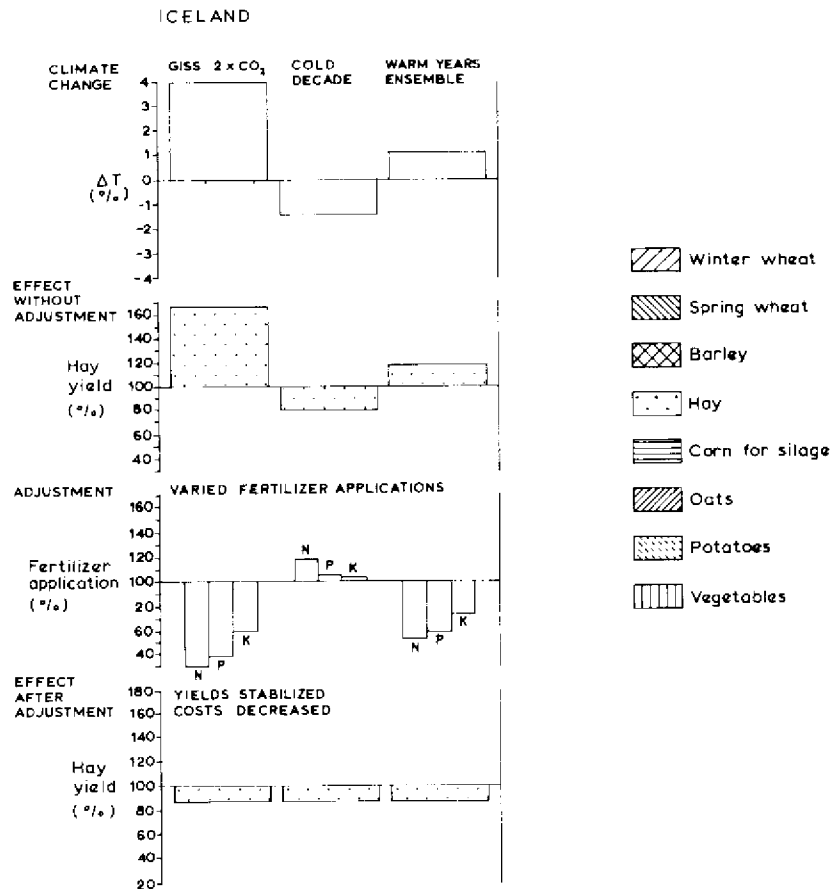 ICELAND
CLIMATE CHANGE
GISS 2 × CO₂
COLD DECADE
WARM YEARS ENSEMBLE
4
3
2
1
0
-1
-2
-3
-4
ΔT
(°/o)
EFFECT WITHOUT ADJUSTMENT
160
140
120
100
80
60
40
Hay yield
(°/o)
ADJUSTMENT
VARIED FERTILIZER APPLICATIONS
160
140
120
100
20
60
40
Fertilizer application
(°/o)
N
P
K
N
P
K
N
P
K
EFFECT AFTER ADJUSTMENT
YIELDS STABILIZED
COSTS DECREASED
180
160
140
120
100
80
60
40
20
Hay yield
(°/o)
Winter wheat
Spring wheat
Barley
Hay
Corn for silage
Oats
Potatoes
Vegetables